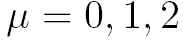 μ = 0, 1, 2